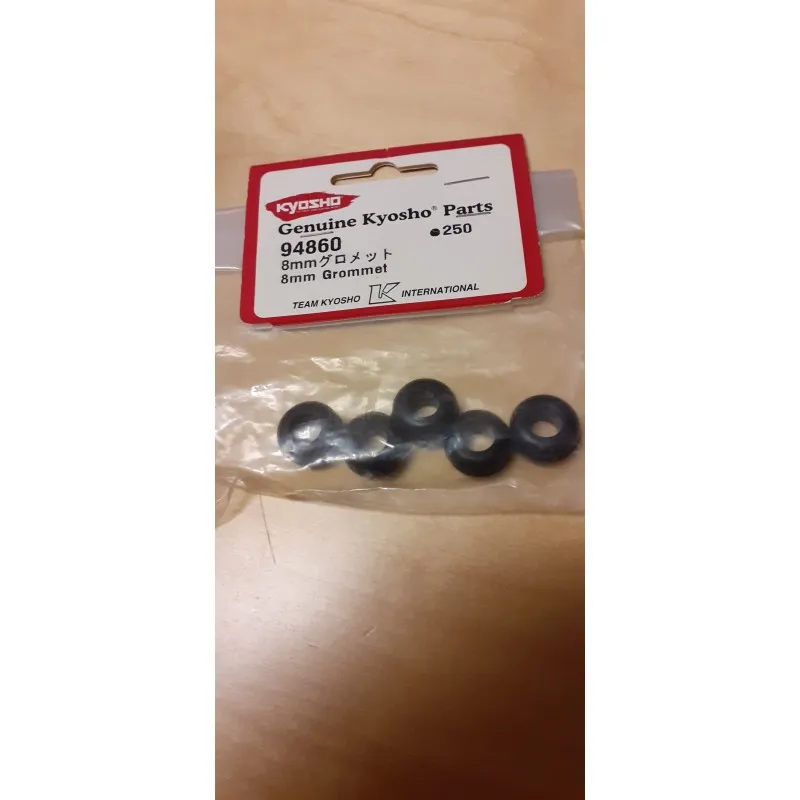 KYOSHO
Genuine Kyosho® Parts
94860 ●250
8mmグロメット
8mm Grommet
TEAM KYOSHO K INTERNATIONAL